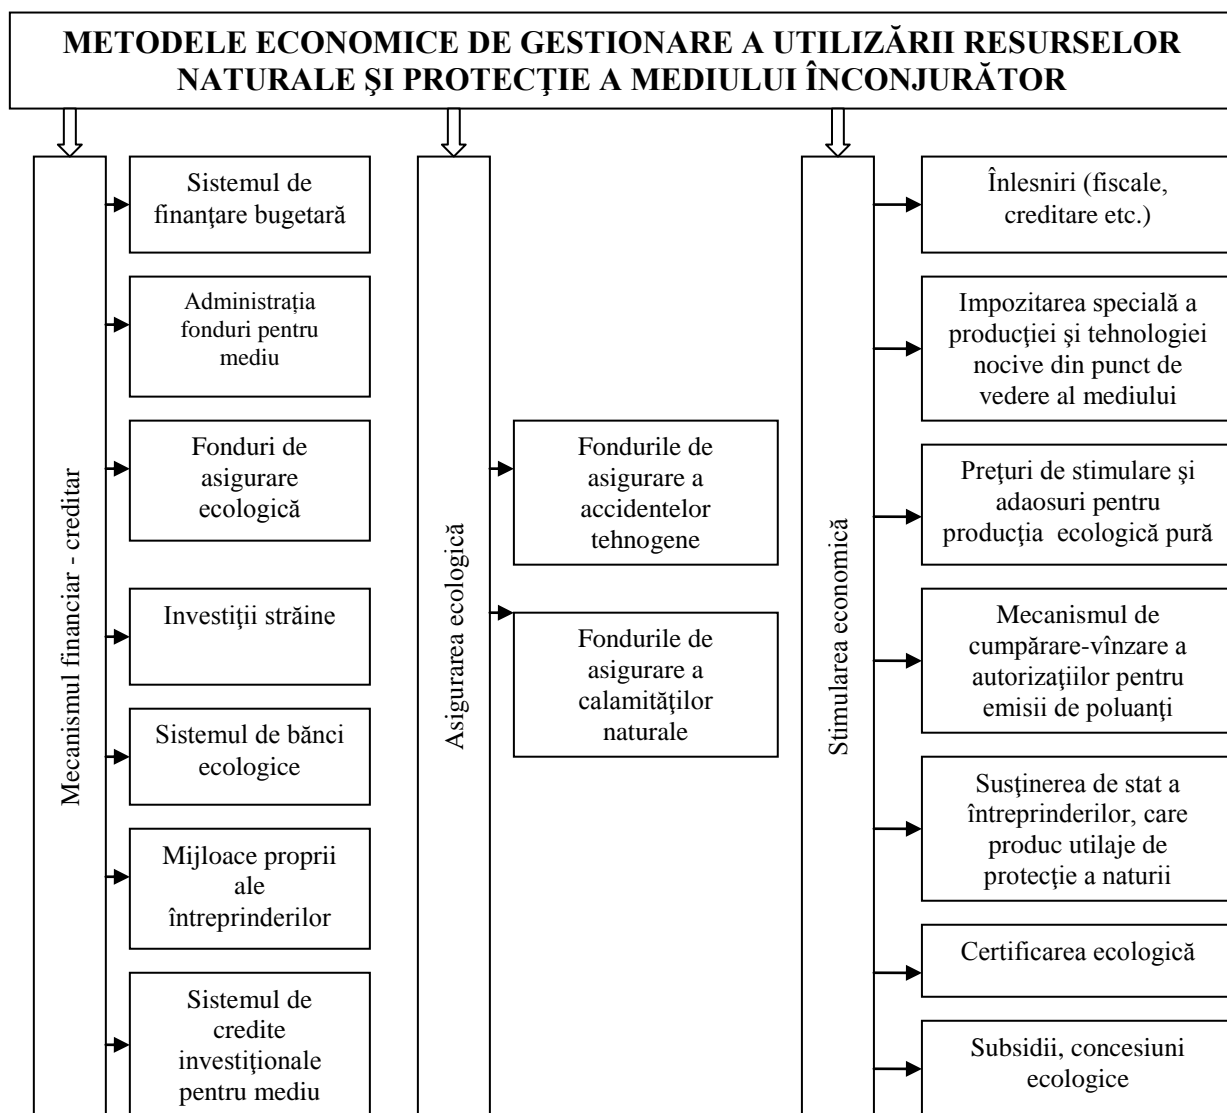 METODELE ECONOMICE DE GESTIONARE A UTILIZĂRII RESURSELOR
NATURALE ŞI PROTECŢIE A MEDIULUI ÎNCONJURĂTOR
Mecanismul financiar - creditar
Sistemul de
finanţare bugetară
Administrația
fonduri pentru
mediu
Fonduri de
asigurare
ecologică
Investiţii străine
Sistemul de bănci
ecologice
Mijloace proprii
ale
întreprinderilor
Sistemul de
credite
investiţionale
pentru mediu
Asigurarea ecologică
Fondurile de
asigurare a
accidentelor
tehnogene
Fondurile de
asigurare a
calamităţilor
naturale
Stimularea economică
Înlesniri (fiscale,
creditare etc.)
Impozitarea specială a
producţiei şi tehnologiei
nocive din punct de
vedere al mediului
Preţuri de stimulare şi
adaosuri pentru
producţia ecologică pură
Mecanismul de
cumpărare-vînzare a
autorizaţiilor pentru
emisii de poluanţi
Susţinerea de stat a
întreprinderilor, care
produc utilaje de
protecţie a naturii
Certificarea ecologică
Subsidii, concesiuni
ecologice